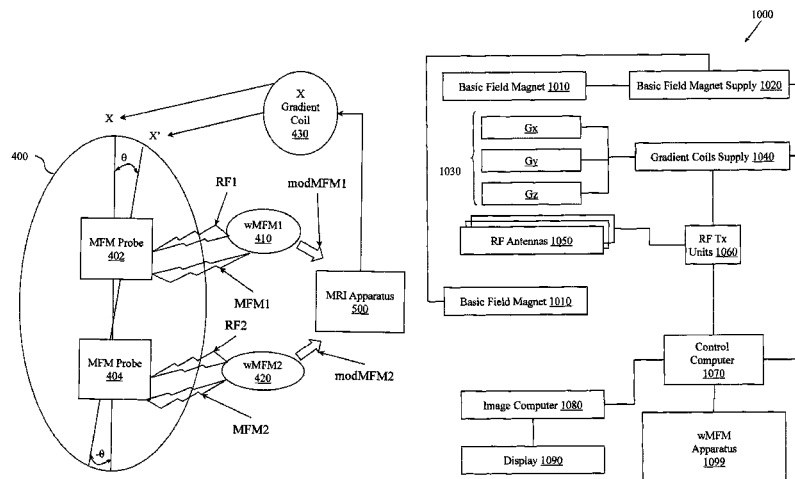 1000
X
Gradient
Coil
430
X
X'
400
θ
RF1
modMFM1
MFM Probe
402
wMFM1
410
MFM1
MRI Apparatus
500
RF2
MFM Probe
404
wMFM2
420
modMFM2
MFM2
-θ
Basic Field Magnet 1010
Basic Field Magnet Supply 1020
1030
Gx
Gy
Gz
Gradient Coils Supply 1040
RF Antennas 1050
RF Tx
Units 1060
Basic Field Magnet 1010
Control
Computer
1070
Image Computer 1080
Display 1090
wMFM
Apparatus
1099